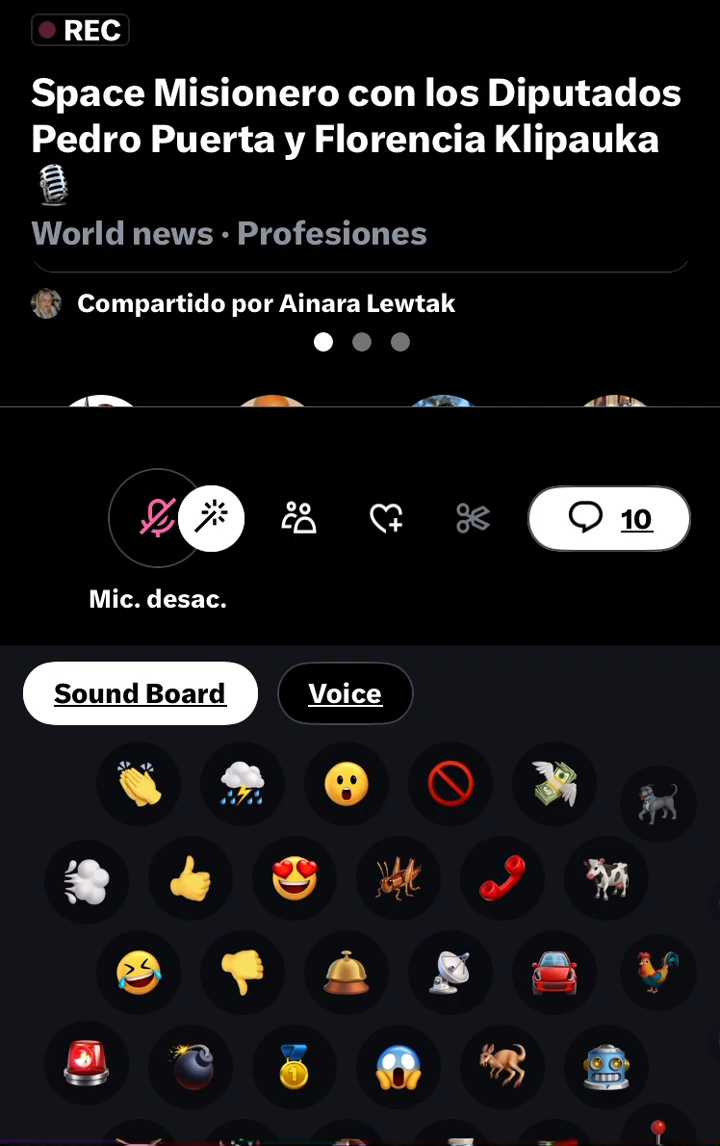 REC
Space Misionero con los Diputados
Pedro Puerta y Florencia Klipauka
World news · Profesiones
Compartido por Ainara Lewtak
10
Mic. desac.
Sound Board
Voice